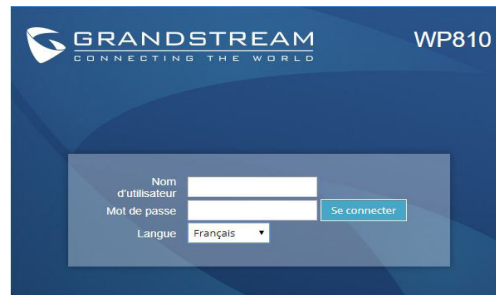 GRANDSTREAM
CONNECTING THE WORLD
WP810
Nom
d'utilisateur
Mot de passe
Se connecter
Langue
Français